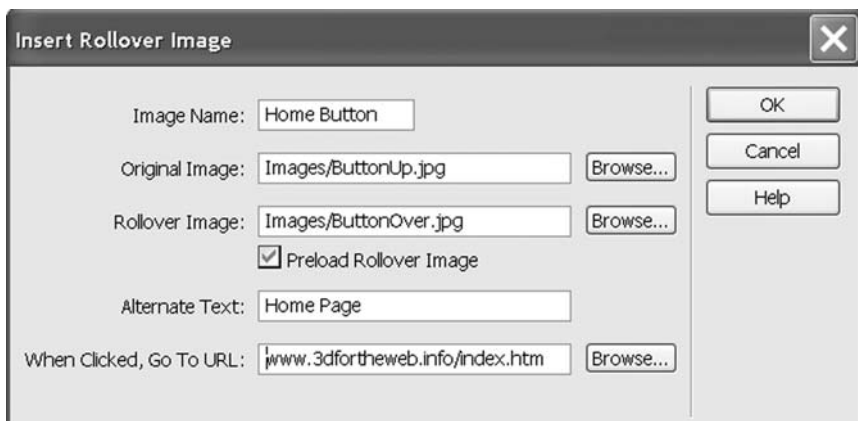 Insert Rollover Image
Image Name: Home Button
OK
Original Image: Images/ButtonUp.jpg Browse...
Cancel
Rollover Image: Images/ButtonOver.jpg Browse...
Help
Preload Rollover Image
Alternate Text: Home Page
When Clicked, Go To URL: www.3dfortheweb.info/index.htm Browse...